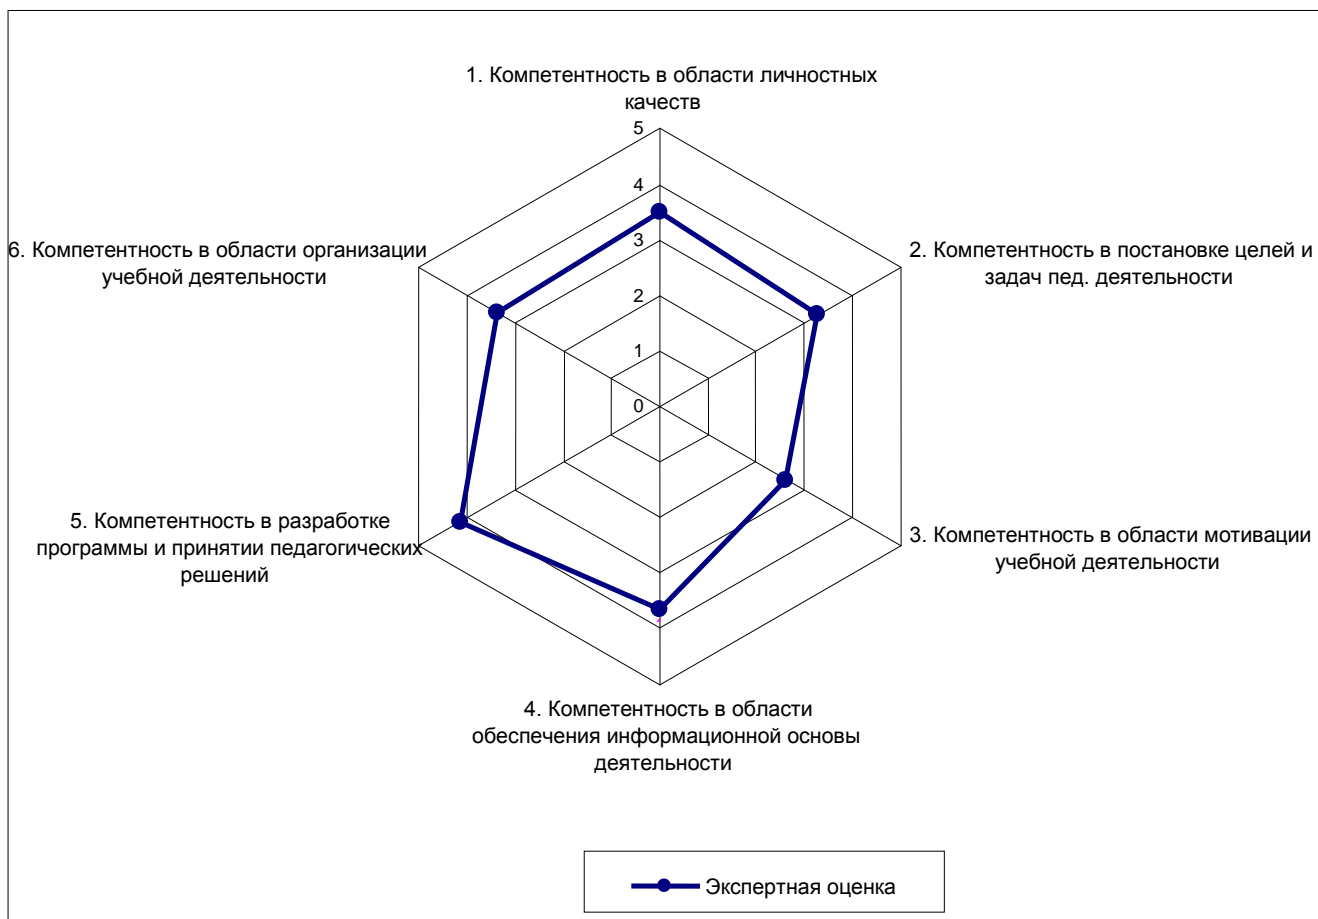 1. Компетентность в области личностных
качеств
5
4
3
2
1
0
2. Компетентность в постановке целей и
задач пед. деятельности
3. Компетентность в области мотивации
учебной деятельности
4. Компетентность в области
обеспечения информационной основы
деятельности
5. Компетентность в разработке
программы и принятии педагогических
решений
6. Компетентность в области организации
учебной деятельности
Экспертная оценка